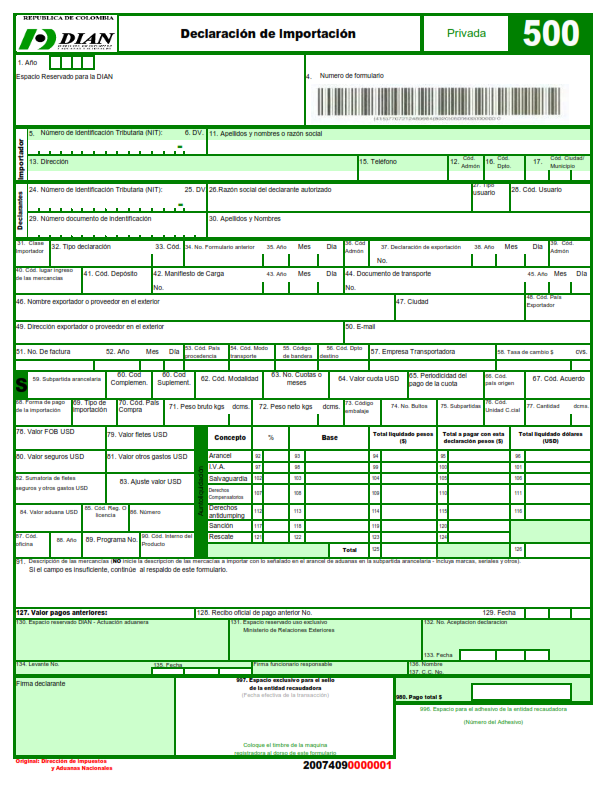 REPUBLICA DE COLOMBIA
DIAN
Declaración de Importación
Privada
500
1. Año
Espacio Reservado para la DIAN
4. Numero de formulario
Importador
5. Número de Identificación Tributaria (NIT): 6. DV. 11. Apellidos y nombres o razón social
-
13. Dirección 15. Teléfono 12. Cód. Admón 16. Cód. Dpto. 17. Cód. Ciudad/ Municipio
Declarantes
24. Número de Identificación Tributaria (NIT): 25. DV 26.Razón social del declarante autorizado 27. Tipo usuario 28. Cód. Usuario
-
29. Número documento de Indentificación 30. Apellidos y Nombres
31. Clase Importador 32. Tipo declaración 33. Cód. 34. No. Formulario anterior 35. Año Mes Día 36. Cód Admón 37. Declaración de exportación 38. Año Mes Día 39. Cód. Admón
No.
40. Cód. lugar ingreso de las mercancias 41. Cód. Depósito 42. Manifiesto de Carga 43. Año Mes Día 44. Documento de transporte 45. Año Mes Día
No. No.
46. Nombre exportador o proveedor en el exterior 47. Ciudad 48. Cód. País Exportador
49. Dirección exportador o proveedor en el exterior 50. E-mail
51. No. De factura 52. Año Mes Día 53. Cód. País procedencia 54. Cód. Modo transporte 55. Código de bandera 56. Cód. Dpto destino 57. Empresa Transportadora 58. Tasa de cambio $ cvs.
S
59. Subpartida arancelaria 60. Cod Complemen. 60. Cod Suplement. 62. Cód. Modalidad 63. No. Cuotas o meses 64. Valor cuota USD 65. Periodicidad del pago de la cuota 66. Cód. país origen 67. Cód. Acuerdo
68. Forma de pago de la importación 69. Tipo de importación 70. Cód. País Compra 71. Peso bruto kgs dcms. 72. Peso neto kgs dcms. 73. Código embalaje 74. No. Bultos 75. Subpartidas 76. Cód. Unidad C.cial 77. Cantidad dcms.
78. Valor FOB USD 79. Valor fletes USD
80. Valor seguros USD 81. Valor otros gastos USD
82. Sumatoria de fletes seguros y otros gastos USD 83. Ajuste valor USD
84. Valor aduana USD 85. Cód. Rag. O licencia 86. Número
87. Cód. oficina 88. Año 89. Programa No. 90. Cód. Interno del Producto
Autoliquidación
Concepto % Base Total liquidado pesos ($) Total a pagar con esta declaración pesos ($) Total liquidado dólares (USD)
Arancel 92 93 94 95 96
I.V.A. 97 98 99 100 101
Salvaguardia 102 103 104 105 106
Derechos Compensatorios 107 108 109 110 111
Derechos antidumping 112 113 114 115 116
Sanción 117 118 119 120
Rescate 121 122 123 124
Total 125 126
91. Descripción de las mercancías (NO inicie la descripción de las mercancías a importar con lo señalado en el arancel de aduanas en la subpartida arancelaria - incluya marcas, seriales y otros).
Si el campo es insuficiente, continúe al respaldo de este formulario.
127. Valor pagos anteriores: 128. Recibo oficial de pago anterior No. 129. Fecha
130. Espacio reservado DIAN - Actuación aduanera 131. Espacio reservado uso exclusivo Ministerio de Relaciones Exteriores 132. No. Aceptacion declaracion
133. Fecha
134. Levante No. 135. Fecha Firma funcionario responsable 136. Nombre
137. C.C. No.
Firma declarante
997. Espacio exclusivo para el sello
de la entidad recaudadora
(Fecha efectiva de la transacción)
980. Pago total $
996. Espacio para el adhesivo de la entidad recaudadora
(Número del Adhesivo)
Coloque el timbre de la maquina
registradora al dorso de este formulario
Original: Dirección de Impuestos
y Aduanas Nacionales
20074090000001